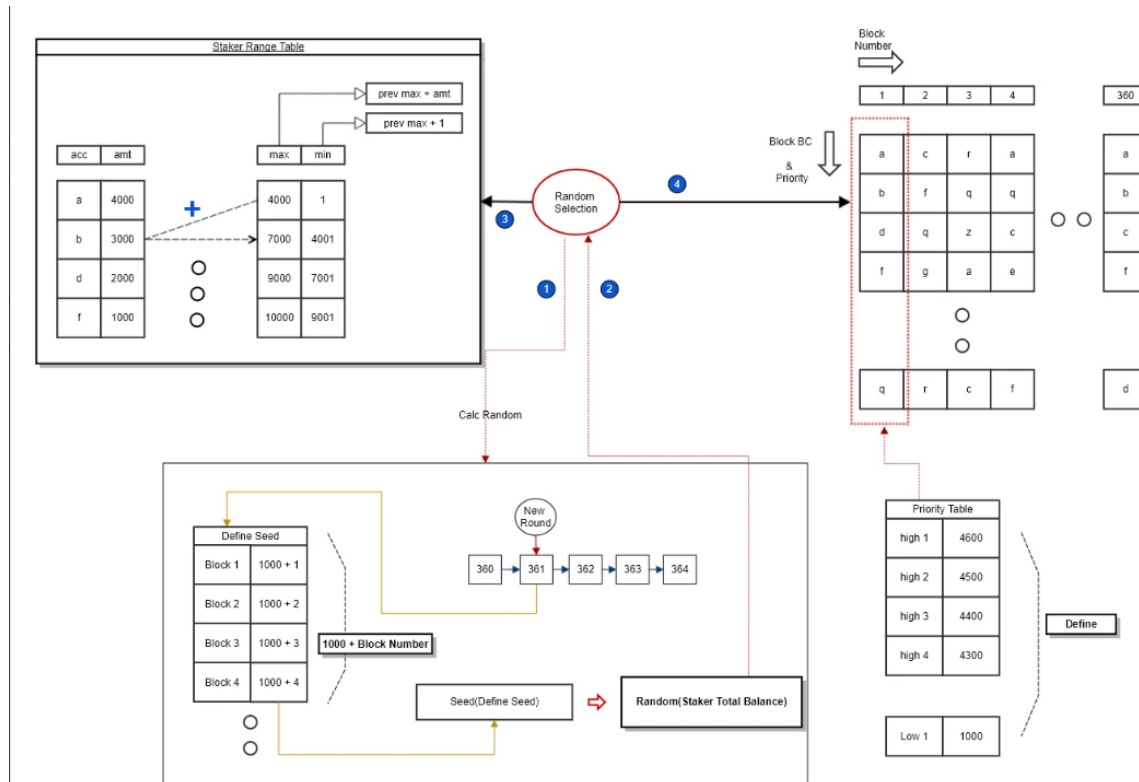 Staker Range Table
prev max + amt
prev max + 1
acc amt max min
a 4000 4000 1
b 3000 7000 4001
d 2000 9000 7001
f 1000 10000 9001
+
Random
Selection
1
2
3
4
Block
Number
1 2 3 4 360
Block BC
&
Priority
a c r a a
b f q q b
d q z c c
f g a e f
q r c f d
Calc Random
New
Round
360 361 362 363 364
Define Seed
Block 1 1000 + 1
Block 2 1000 + 2
Block 3 1000 + 3
Block 4 1000 + 4
1000 + Block Number
Seed(Define Seed)
Random(Staker Total Balance)
Priority Table
high 1 4600
high 2 4500
high 3 4400
high 4 4300
Low 1 1000
Define